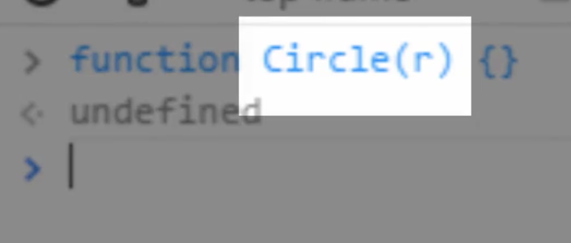 > function Circle(r) {}
<· undefined
>